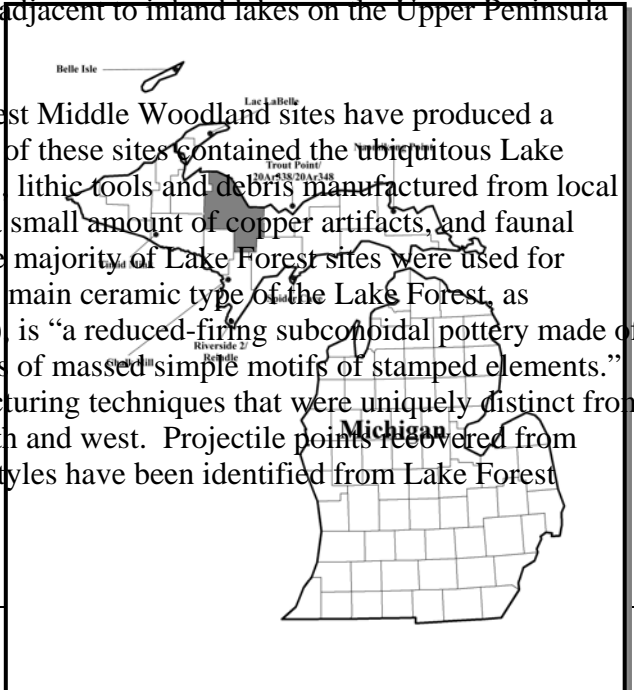 adjacent to inland lakes on the Upper Peninsula
Belle Isle
Lac LaBelle
est Middle Woodland sites have produced a
of these sites contained the ubiquitous Lake
Trout Point/
20Ar338/20Ar348
lithic tools and debris manufactured from local
small amount of copper artifacts, and faunal
e majority of Lake Forest sites were used for
main ceramic type of the Lake Forest, as
Spider Cave
is “a reduced-firing subconoidal pottery made of
Riverside 2/
Reindle
s of massed simple motifs of stamped elements.”
Chalk Hill
cturing techniques that were uniquely distinct from
th and west. Projectile points recovered from
Michigan
tyles have been identified from Lake Forest